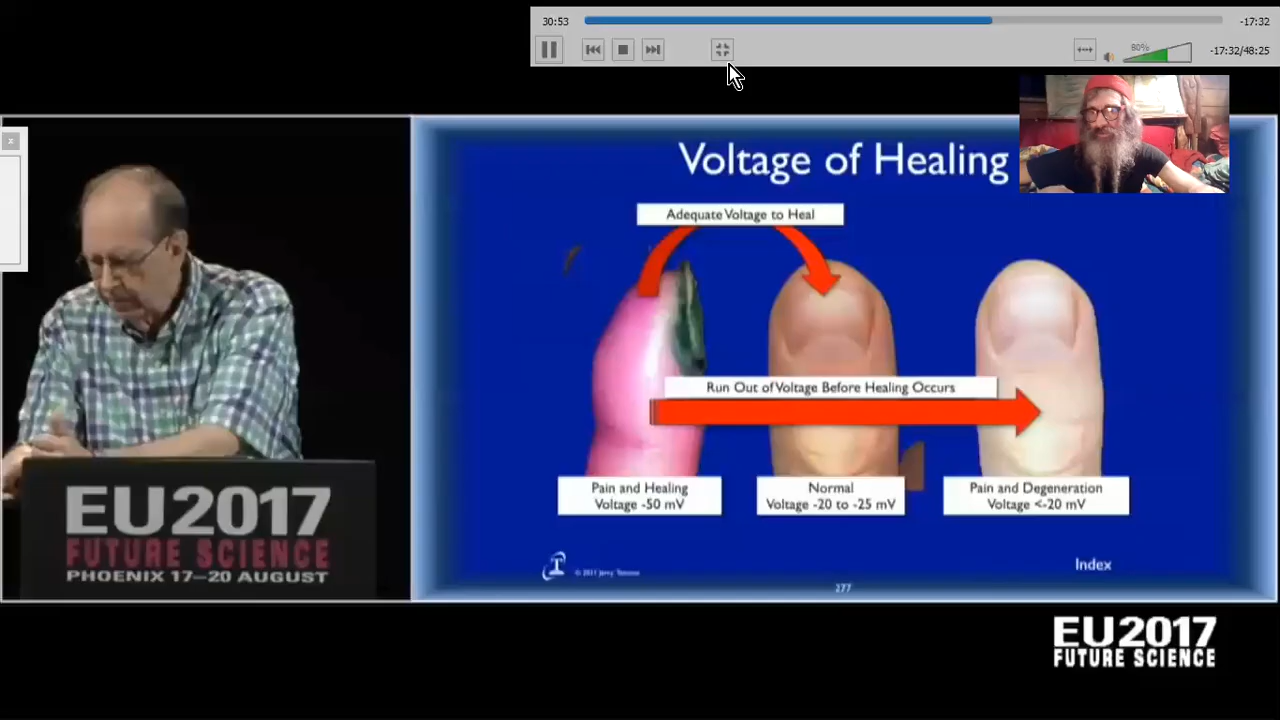 30:53
-17:32
80%
-17:32/48:25
x
Voltage of Healing
Adequate Voltage to Heal
Run Out of Voltage Before Healing Occurs
Pain and Healing
Voltage -50 mV
Normal
Voltage -20 to -25 mV
Pain and Degeneration
Voltage <-20 mV
Index
277
EU2017
FUTURE SCIENCE
PHOENIX 17–20 AUGUST
EU2017
FUTURE SCIENCE